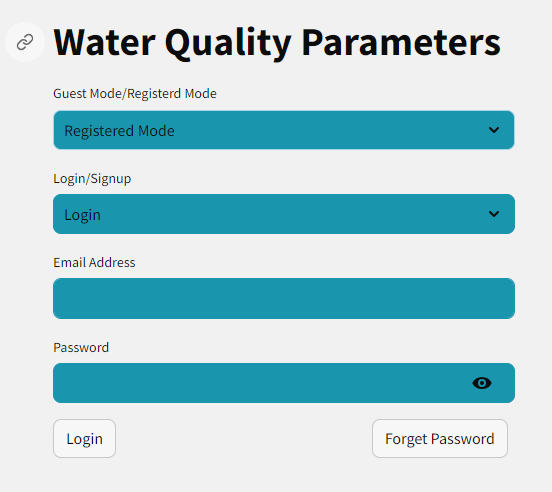 Water Quality Parameters
Guest Mode/Registerd Mode
Registered Mode
Login/Signup
Login
Email Address
Password
Login
Forget Password